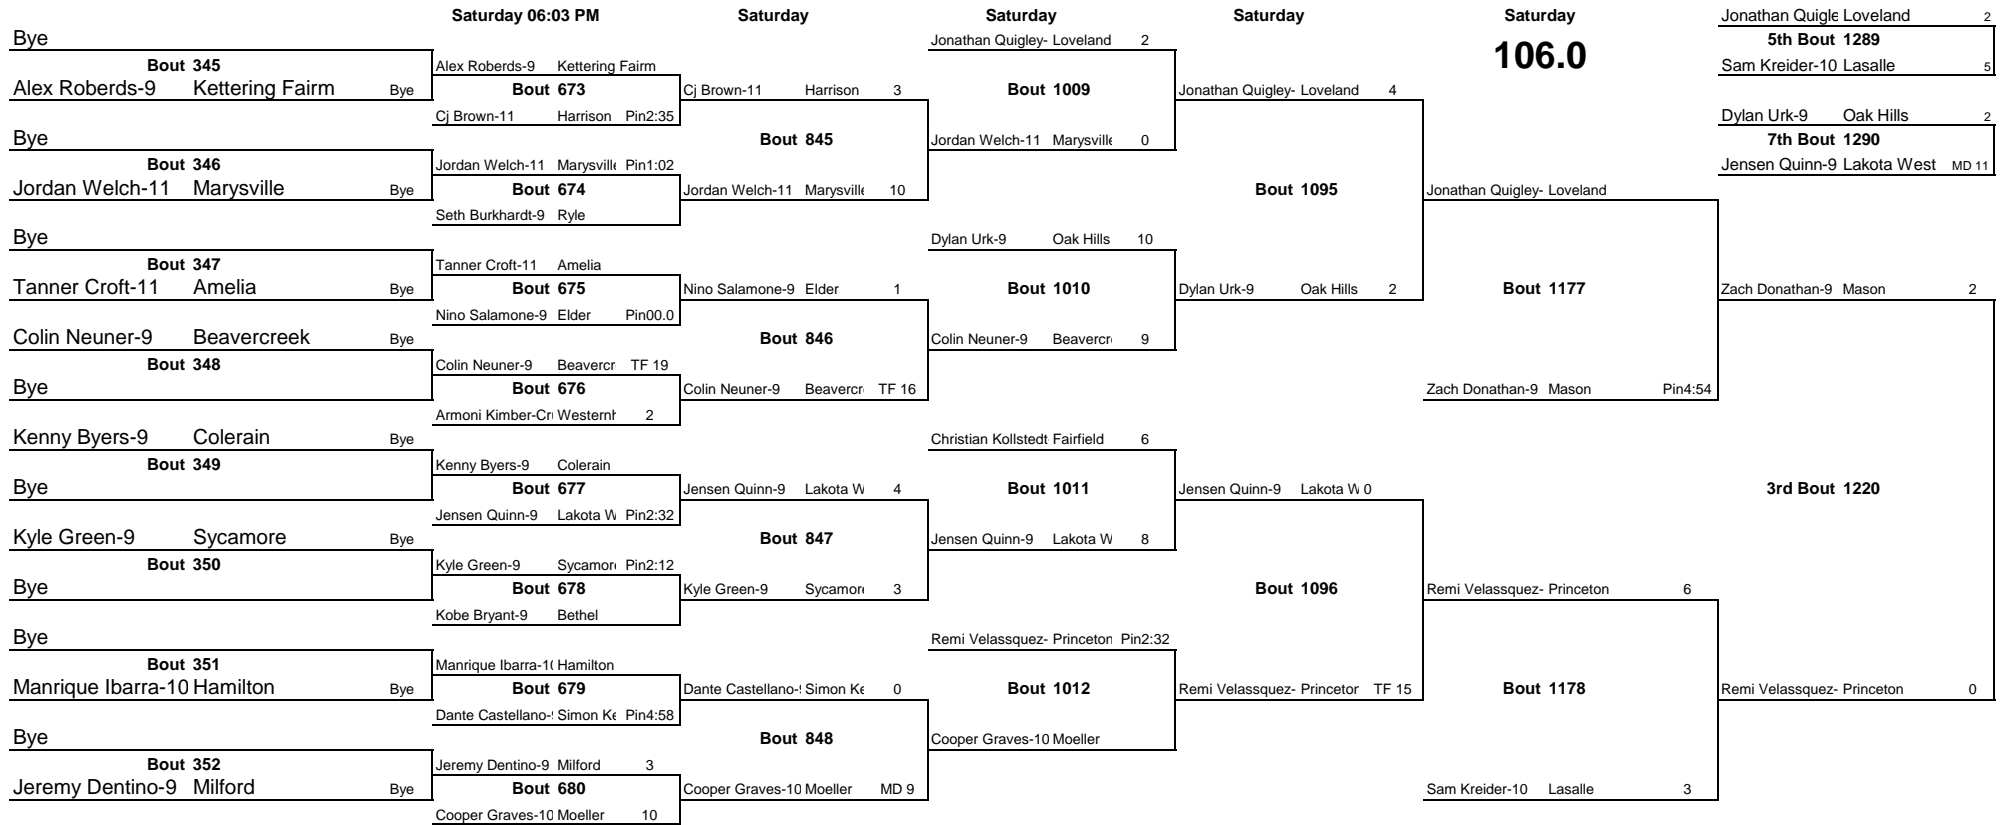 Saturday 06:03 PM Saturday Saturday Saturday Saturday
106.0
Bye
Bout 345
Alex Roberds-9 Kettering Fairm Bye
Bye
Bout 346
Jordan Welch-11 Marysville Bye
Bye
Bout 347
Tanner Croft-11 Amelia Bye
Colin Neuner-9 Beavercreek Bye
Bout 348
Bye
Kenny Byers-9 Colerain Bye
Bout 349
Bye
Kyle Green-9 Sycamore Bye
Bout 350
Bye
Bye
Bout 351
Manrique Ibarra-10 Hamilton Bye
Bye
Bout 352
Jeremy Dentino-9 Milford Bye
Alex Roberds-9 Kettering Fairm
Bout 673
Cj Brown-11 Harrison Pin2:35
Jordan Welch-11 Marysville Pin1:02
Bout 674
Seth Burkhardt-9 Ryle
Tanner Croft-11 Amelia
Bout 675
Nino Salamone-9 Elder Pin00.0
Colin Neuner-9 Beavercr TF 19
Bout 676
Armoni Kimber-Cr Western 2
Kenny Byers-9 Colerain
Bout 677
Jensen Quinn-9 Lakota W Pin2:32
Kyle Green-9 Sycamor Pin2:12
Bout 678
Kobe Bryant-9 Bethel
Manrique Ibarra-1 Hamilton
Bout 679
Dante Castellano- Simon Ke Pin4:58
Jeremy Dentino-9 Milford 3
Bout 680
Cooper Graves-10 Moeller 10
Cj Brown-11 Harrison 3
Bout 845
Jordan Welch-11 Marysville 10
Nino Salamone-9 Elder 1
Bout 846
Colin Neuner-9 Beavercr TF 16
Jensen Quinn-9 Lakota W 4
Bout 847
Kyle Green-9 Sycamore 3
Dante Castellano- Simon Ke 0
Bout 848
Cooper Graves-10 Moeller MD 9
Jonathan Quigley- Loveland 2
Bout 1009
Jordan Welch-11 Marysville 0
Dylan Urk-9 Oak Hills 10
Bout 1010
Colin Neuner-9 Beavercr 9
Christian Kollstedt Fairfield 6
Bout 1011
Jensen Quinn-9 Lakota W 8
Remi Velassquez- Princeton Pin2:32
Bout 1012
Cooper Graves-10 Moeller
Jonathan Quigley- Loveland 4
Bout 1095
Dylan Urk-9 Oak Hills 2
Jensen Quinn-9 Lakota W 0
Bout 1096
Remi Velassquez- Princeton TF 15
Jonathan Quigley- Loveland
Bout 1177
Zach Donathan-9 Mason Pin4:54
Remi Velassquez- Princeton 6
Bout 1178
Sam Kreider-10 Lasalle 3
Jonathan Quigle Loveland 2
5th Bout 1289
Sam Kreider-10 Lasalle 5
Dylan Urk-9 Oak Hills 2
7th Bout 1290
Jensen Quinn-9 Lakota West MD 11
Zach Donathan-9 Mason 2
3rd Bout 1220
Remi Velassquez- Princeton 0